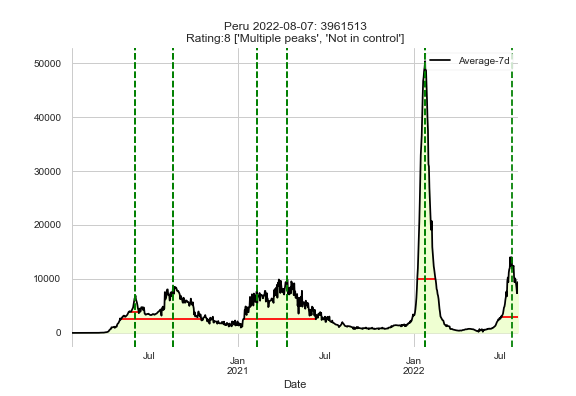 Peru 2022-08-07: 3961513
Rating:8 ['Multiple peaks', 'Not in control']
Average-7d
50000
40000
30000
20000
10000
0
Jul
Jan
2021
Jul
Jan
2022
Jul
Date